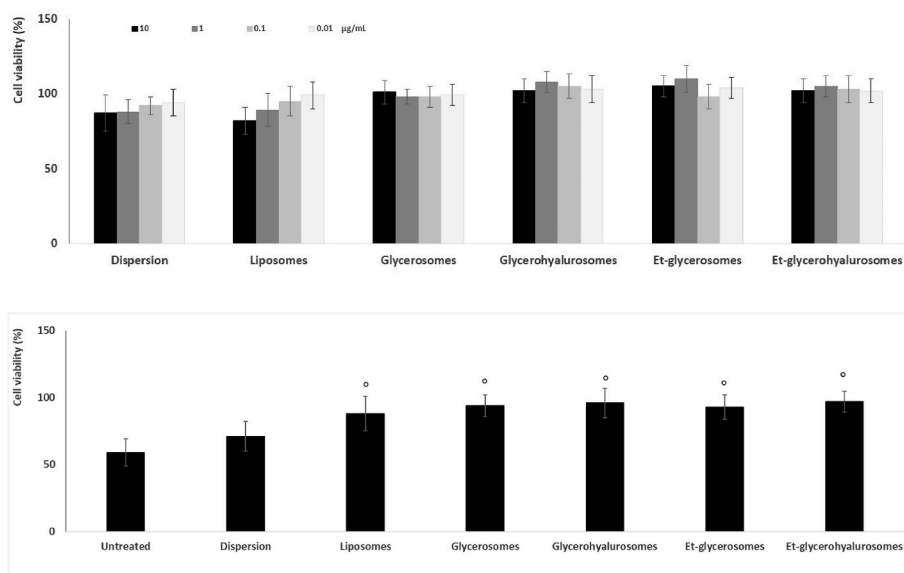 150
100
50
0
Cell viability (%)
10 1 0.1 0.01 µg/mL
Dispersion Liposomes Glycerosomes Glycerohyalurosomes Et-glycerosomes Et-glycerohyalurosomes
150
100
50
0
Cell viability (%)
Untreated Dispersion Liposomes Glycerosomes Glycerohyalurosomes Et-glycerosomes Et-glycerohyalurosomes